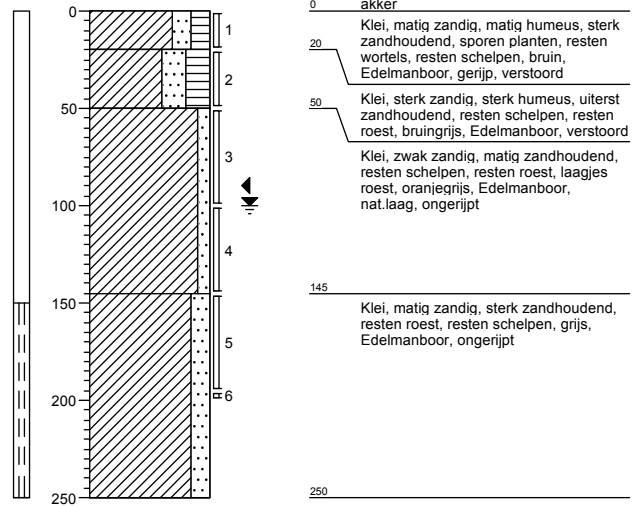 0
50
100
150
200
250
1
2
3
4
5
6
0
akker
Klei, matig zandig, matig humeus, sterk
zandhoudend, sporen planten, resten
wortels, resten schelpen, bruin,
Edelmanboor, gerijp, verstoord
20
Klei, sterk zandig, sterk humeus, uiterst
zandhoudend, resten schelpen, resten
roest, bruingrijs, Edelmanboor, verstoord
50
Klei, zwak zandig, matig zandhoudend,
resten schelpen, resten roest, laagjes
roest, oranjegrijs, Edelmanboor,
nat.laag, ongerijpt
145
Klei, matig zandig, sterk zandhoudend,
resten roest, resten schelpen, grijs,
Edelmanboor, ongerijpt
250